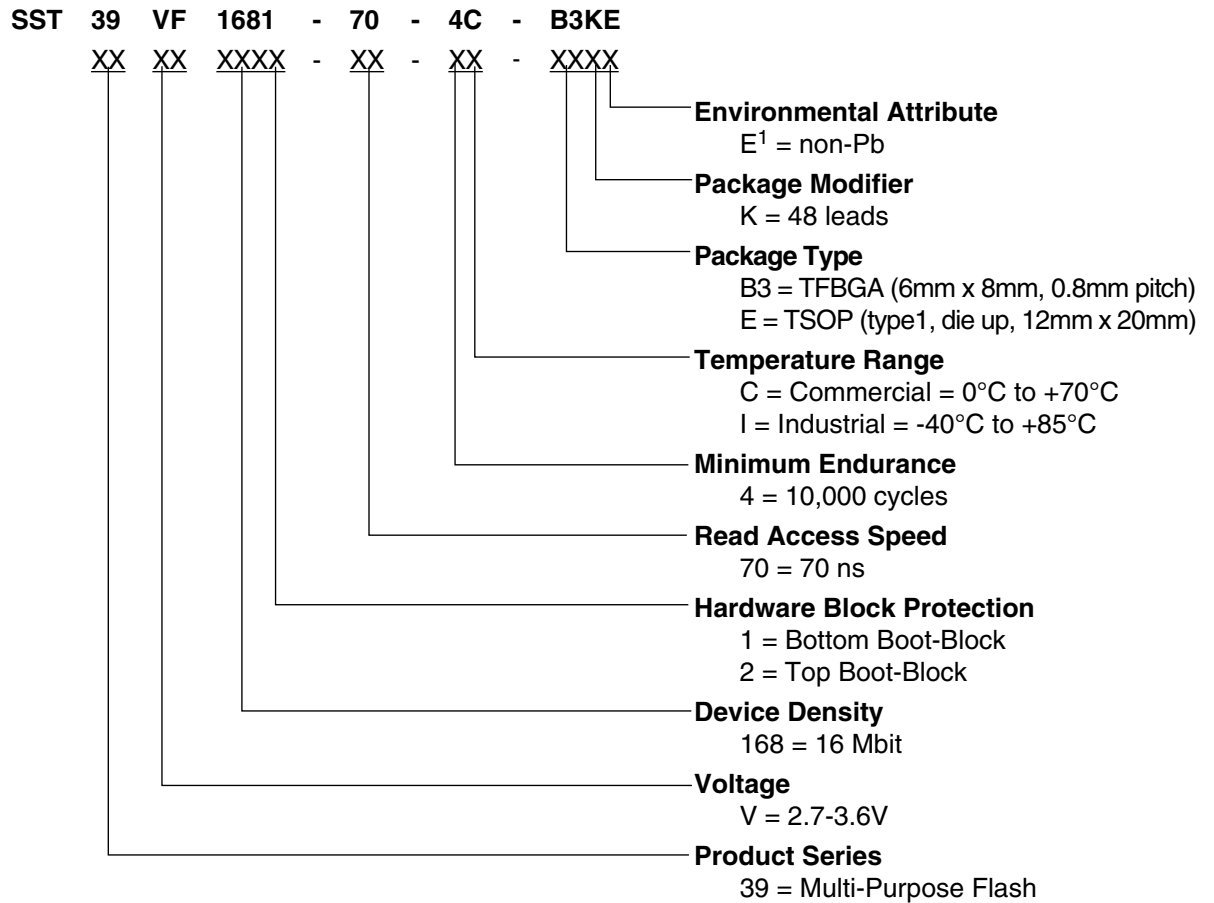 SST 39 VF 1681 - 70 - 4C - B3KE
XX XX XXXX - XX - XX - XXXX
Environmental Attribute
E¹ = non-Pb
Package Modifier
K = 48 leads
Package Type
B3 = TFBGA (6mm x 8mm, 0.8mm pitch)
E = TSOP (type1, die up, 12mm x 20mm)
Temperature Range
C = Commercial = 0°C to +70°C
I = Industrial = -40°C to +85°C
Minimum Endurance
4 = 10,000 cycles
Read Access Speed
70 = 70 ns
Hardware Block Protection
1 = Bottom Boot-Block
2 = Top Boot-Block
Device Density
168 = 16 Mbit
Voltage
V = 2.7-3.6V
Product Series
39 = Multi-Purpose Flash